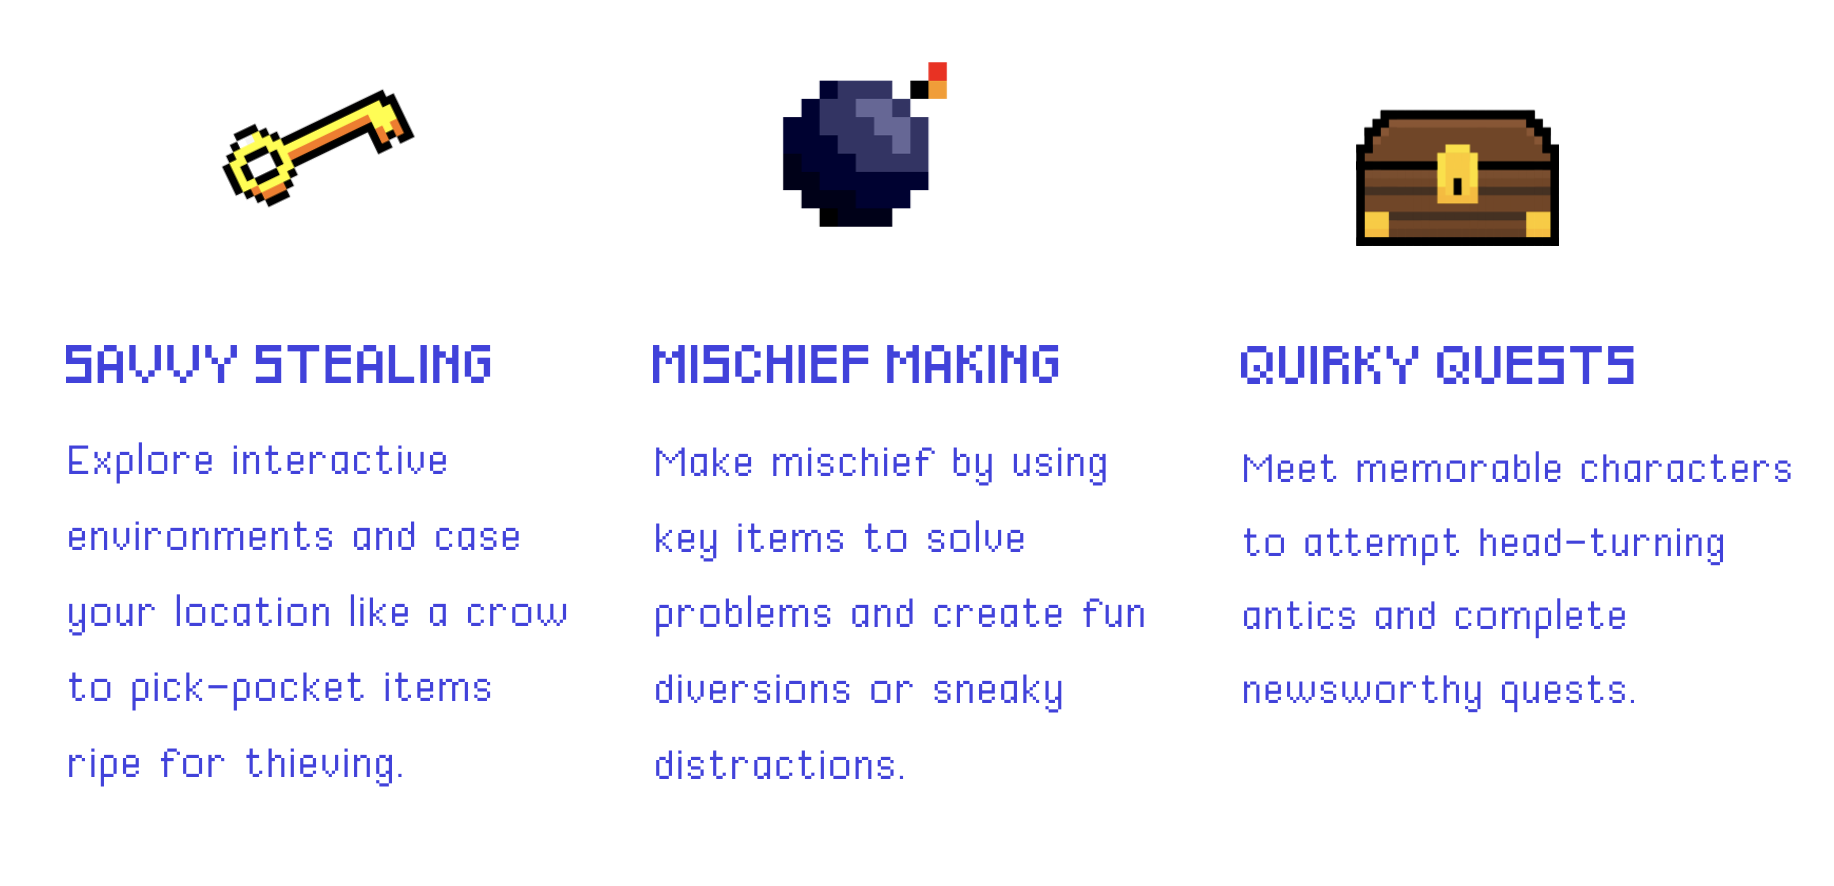 SAVVY STEALING
Explore interactive
environments and case
your location like a crow
to pick-pocket items
ripe for thieving.
MISCHIEF MAKING
Make mischief by using
key items to solve
problems and create fun
diversions or sneaky
distractions.
QUIRKY QUESTS
Meet memorable characters
to attempt head-turning
antics and complete
newsworthy quests.